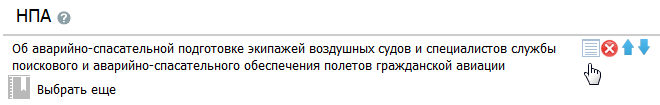 НПА ?
Об аварийно-спасательной подготовке экипажей воздушных судов и специалистов службы
поискового и аварийно-спасательного обеспечения полетов гражданской авиации
Выбрать еще